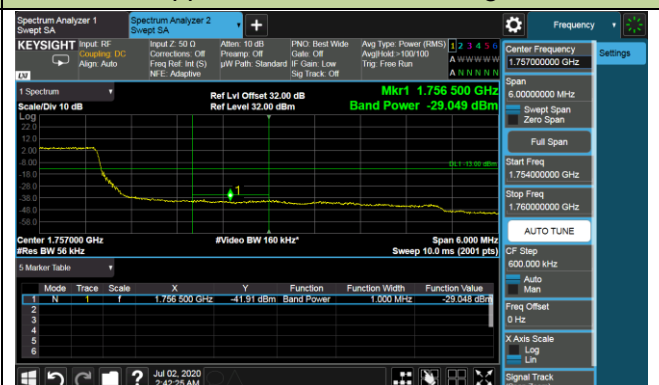 Spectrum Analyzer 1
Swept SA
Spectrum Analyzer 2
Swept SA
+
Frequency
KEYSIGHT
Input: RF
Coupling: DC
Align: Auto
Input Z: 50 Ω
Corrections: Off
Freq Ref: Int (S)
NFE: Adaptive
Atten: 10 dB
Preamp: Off
µW Path: Standard
PNO: Best Wide
Gate: Off
IF Gain: Low
Sig Track: Off
Avg Type: Power (RMS)
Avg|Hold:>100/100
Trig: Free Run
1 2 3 4 5 6
A W W W W W
A N N N N N
LXI
1 Spectrum
Scale/Div 10 dB
Ref Lvl Offset 32.00 dB
Ref Level 32.00 dBm
Mkr1 1.756 500 GHz
Band Power -29.049 dBm
Log
22.0
12.0
2.00
-8.00
-18.0
-28.0
-38.0
-48.0
-58.0
DL1 -13.00 dBm
1
Center 1.757000 GHz
#Res BW 56 kHz
#Video BW 160 kHz*
Span 6.000 MHz
Sweep 10.0 ms (2001 pts)
5 Marker Table
Mode Trace Scale X Y Function Function Width Function Value
1 N 1 f 1.756 500 GHz -41.91 dBm Band Power 1.000 MHz -29.048 dBm
2
3
4
5
6
?
Jul 02, 2020
2:42:25 AM
Center Frequency
1.757000000 GHz
Settings
Span
6.00000000 MHz
Swept Span
Zero Span
Full Span
Start Freq
1.754000000 GHz
Stop Freq
1.760000000 GHz
AUTO TUNE
CF Step
600.000 kHz
Auto
Man
Freq Offset
0 Hz
X Axis Scale
Log
Lin
Signal Track